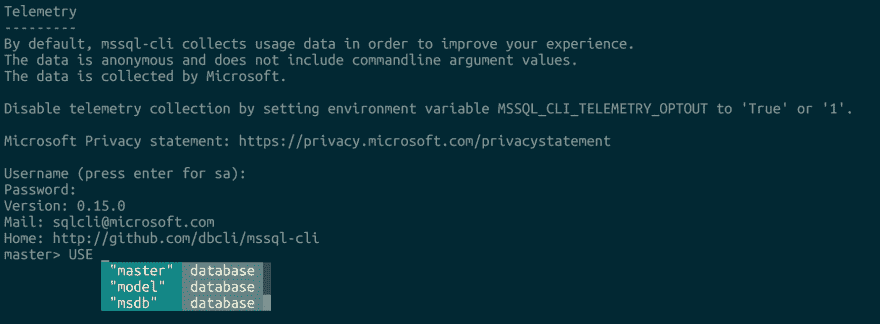 Telemetry
---------
By default, mssql-cli collects usage data in order to improve your experience.
The data is anonymous and does not include commandline argument values.
The data is collected by Microsoft.
Disable telemetry collection by setting environment variable MSSQL_CLI_TELEMETRY_OPTOUT to 'True' or '1'.
Microsoft Privacy statement: https://privacy.microsoft.com/privacystatement
Username (press enter for sa):
Password:
Version: 0.15.0
Mail: sqlcli@microsoft.com
Home: http://github.com/dbcli/mssql-cli
master> USE _
"master" database
"model" database
"msdb" database